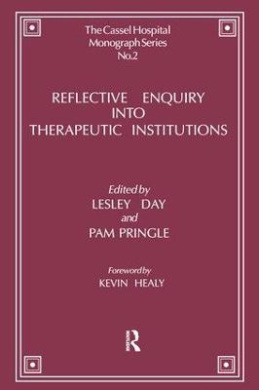 The Cassel Hospital
Monograph Series
No.2
REFLECTIVE ENQUIRY
INTO
THERAPEUTIC INSTITUTIONS
Edited by
LESLEY DAY
and
PAM PRINGLE
Foreword by
KEVIN HEALY
R